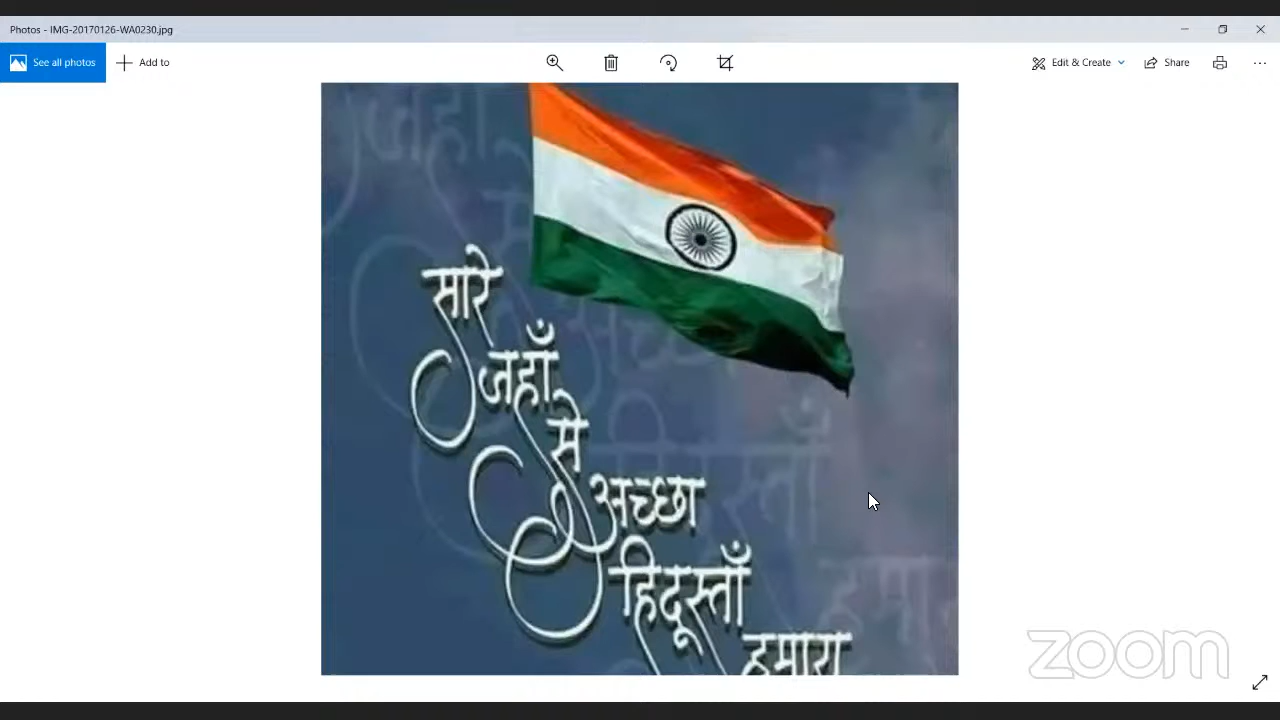 Photos - IMG-20170126-WA0230.jpg
See all photos
Add to
Edit & Create
Share
सारे
जहाँ
से
अच्छा
हिदूस्ताँ
हमारा
zoom